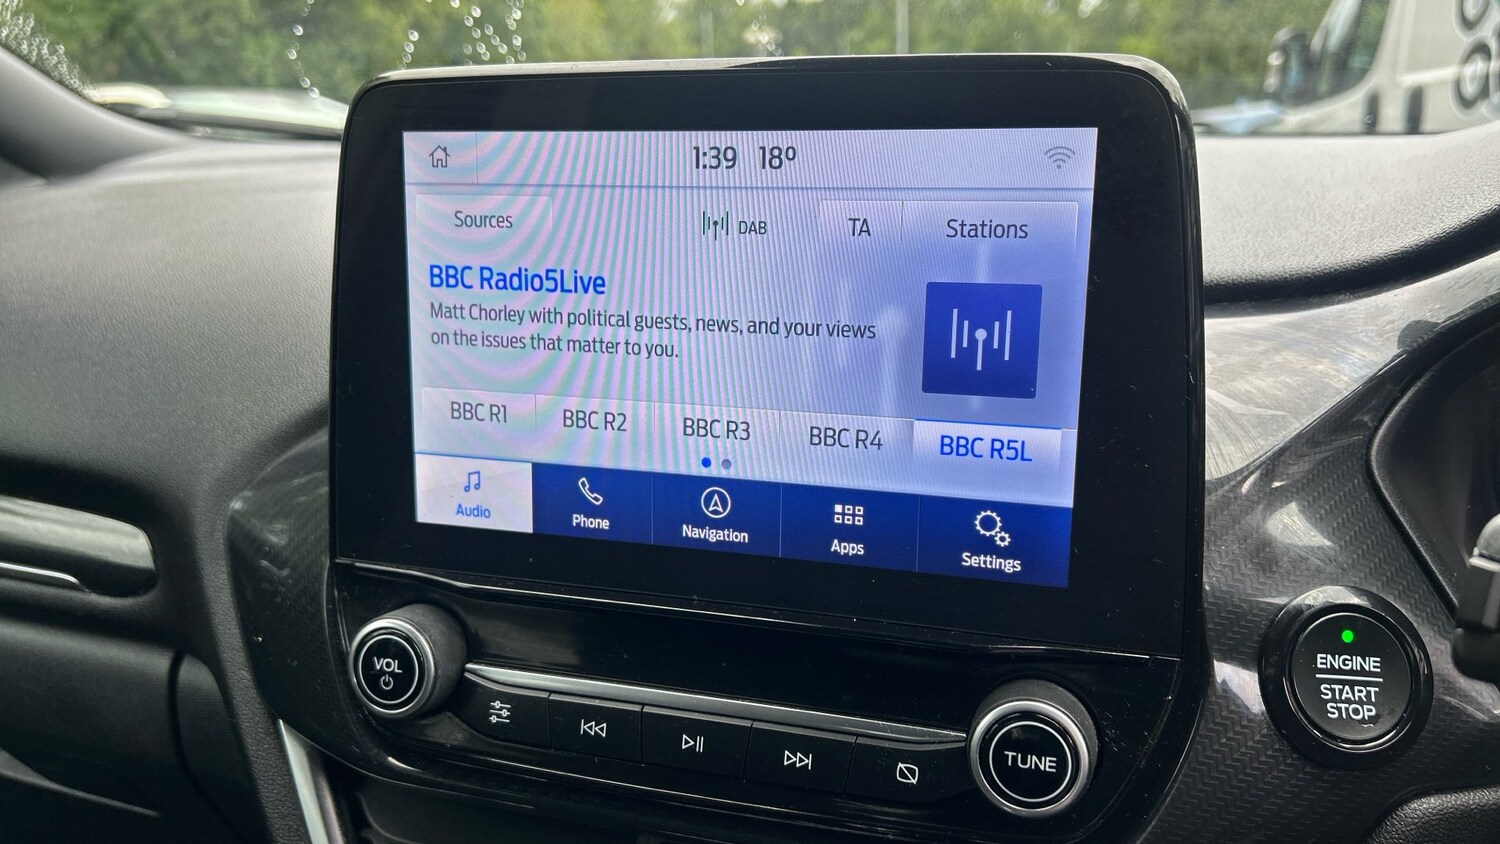 1:39 18°
Sources
DAB
TA
Stations
BBC Radio5Live
Matt Chorley with political guests, news, and your views
on the issues that matter to you.
BBC R1
BBC R2
BBC R3
BBC R4
BBC R5L
Audio
Phone
Navigation
Apps
Settings
VOL
TUNE
ENGINE
START
STOP